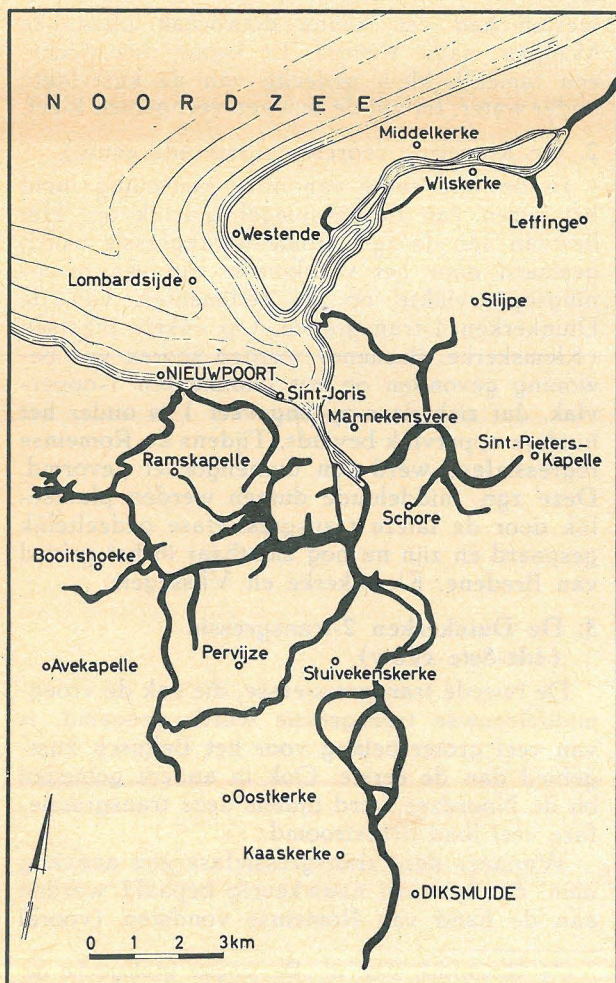 NOORDZEE
Middelkerke
Wilskerke
Leffinge
Westende
Lombardsijde
Slijpe
NIEUWPOORT
Sint-Joris
Mannekensvere
Sint-Pieters-
Kapelle
Ramskapelle
Schore
Booitshoeke
Pervijze
Avekapelle
Stuivekenskerke
Oostkerke
Kaaskerke
DIKSMUIDE
0 1 2 3km